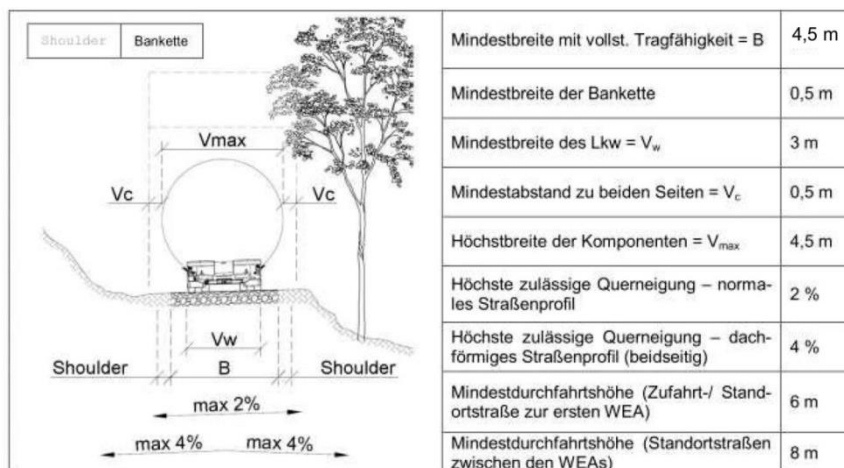 Shoulder Bankette
Vmax
Vc Vc
Vw
Shoulder B Shoulder
max 2%
max 4% max 4%
Mindestbreite mit vollst. Tragfähigkeit = B 4,5 m
Mindestbreite der Bankette 0,5 m
Mindestbreite des Lkw = Vw 3 m
Mindestabstand zu beiden Seiten = Vc 0,5 m
Höchstbreite der Komponenten = Vmax 4,5 m
Höchste zulässige Querneigung – norma-
les Straßenprofil 2 %
Höchste zulässige Querneigung – dach-
förmiges Straßenprofil (beidseitig) 4 %
Mindestdurchfahrtshöhe (Zufahrt-/ Stand-
ortstraße zur ersten WEA) 6 m
Mindestdurchfahrtshöhe (Standortstraßen
zwischen den WEAs) 8 m